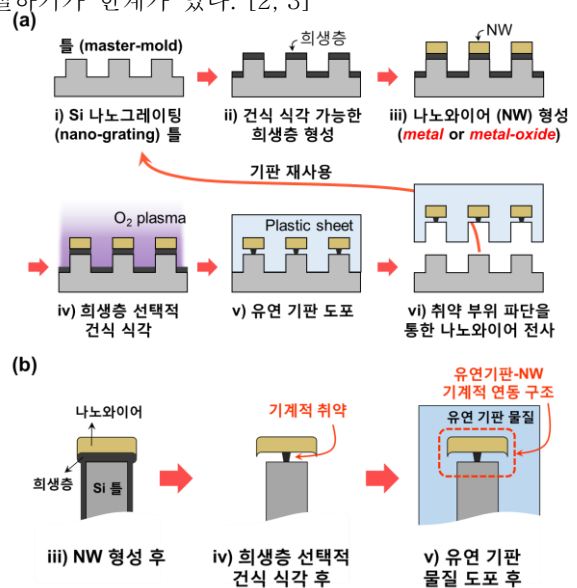 한계가 있다. [2, 3]
(a)
틀 (master-mold)
희생층
NW
i) Si 나노그레이팅
(nano-grating) 틀
ii) 건식 식각 가능한
희생층 형성
iii) 나노와이어 (NW) 형성
(metal or metal-oxide)
기판 재사용
O2 plasma
Plastic sheet
iv) 희생층 선택적
건식 식각
v) 유연 기판 도포
vi) 취약 부위 파단을
통한 나노와이어 전사
(b)
나노와이어
희생층
Si 틀
기계적 취약
유연기판-NW
기계적 연동 구조
유연 기판 물질
iii) NW 형성 후
iv) 희생층 선택적
건식 식각 후
v) 유연 기판
물질 도포 후